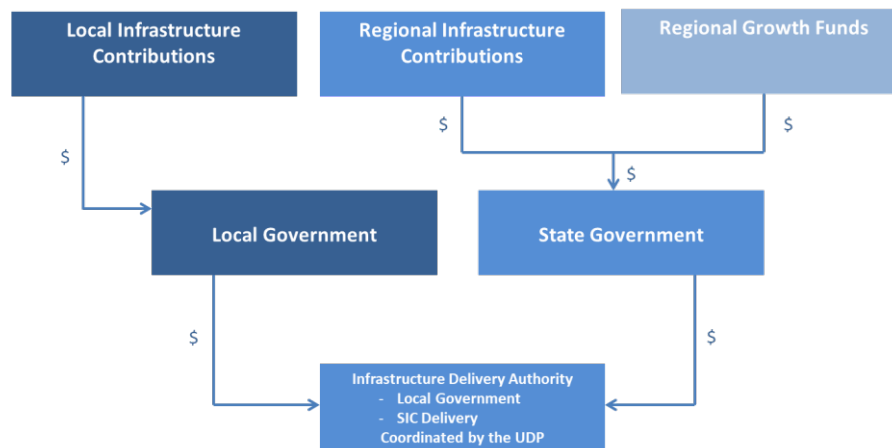 Local Infrastructure
Contributions
Regional Infrastructure
Contributions
Regional Growth Funds
$
$
$
$
Local Government
State Government
$
$
Infrastructure Delivery Authority
- Local Government
- SIC Delivery
Coordinated by the UDP